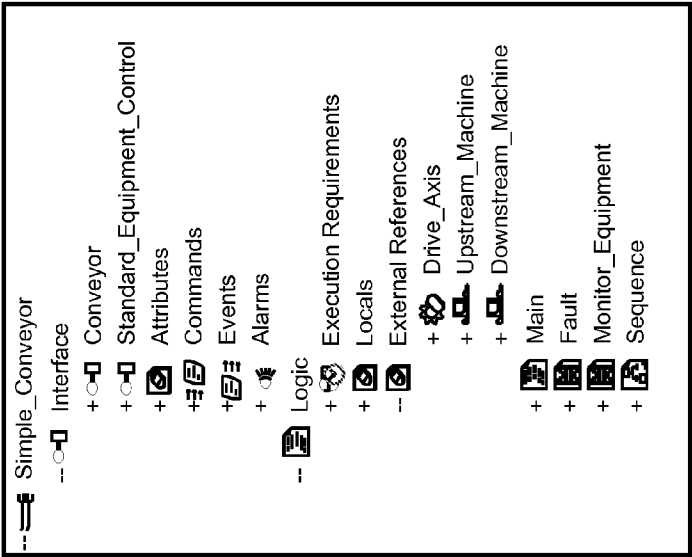 -- Simple_Conveyor
-- Interface
+ Conveyor
+ Standard_Equipment_Control
+ Attributes
+ Commands
+ Events
+ Alarms
-- Logic
+ Execution Requirements
+ Locals
-- External References
+ Drive_Axis
+ Upstream_Machine
+ Downstream_Machine
+ Main
+ Fault
+ Monitor_Equipment
+ Sequence